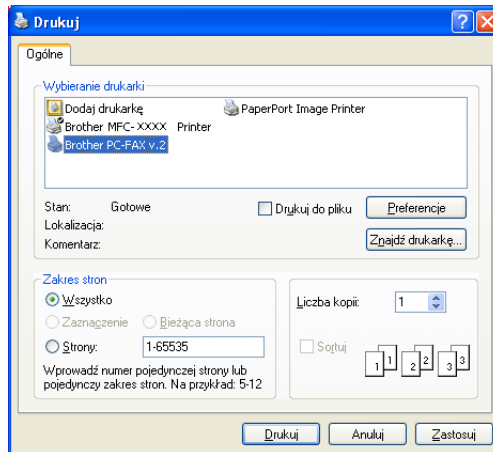 Drukuj
Ogólne
Wybieranie drukarki
Dodaj drukarkę
PaperPort Image Printer
Brother MFC-XXXX Printer
Brother PC-FAX v.2
Stan: Gotowe
Drukuj do pliku
Preferencje
Lokalizacja:
Komentarz:
Znajdź drukarkę...
Zakres stron
Wszystko
Zaznaczenie
Bieżąca strona
Strony: 1-65535
Wprowadź numer pojedynczej strony lub
pojedynczy zakres stron. Na przykład: 5-12
Liczba kopii: 1
Sortuj
1 1 2 2 3 3
Drukuj
Anuluj
Zastosuj